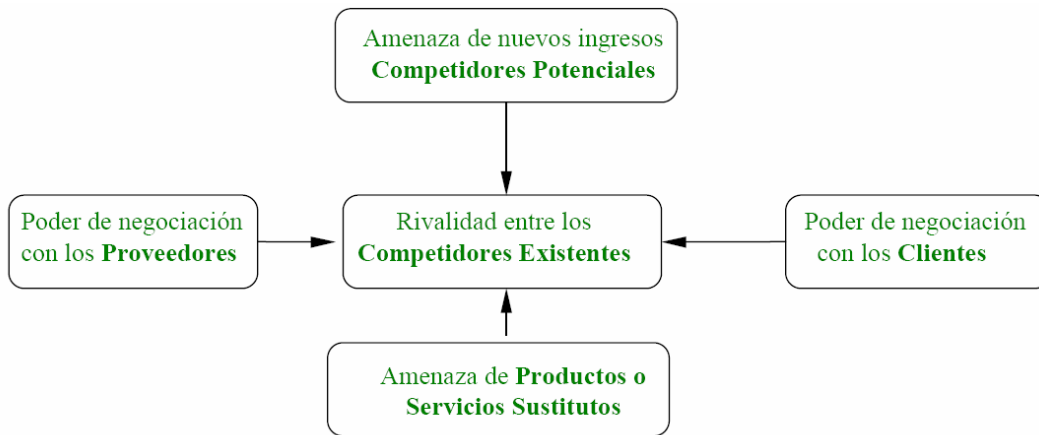 Amenaza de nuevos ingresos
Competidores Potenciales
Poder de negociación
con los Proveedores
Rivalidad entre los
Competidores Existentes
Poder de negociación
con los Clientes
Amenaza de Productos o
Servicios Sustitutos